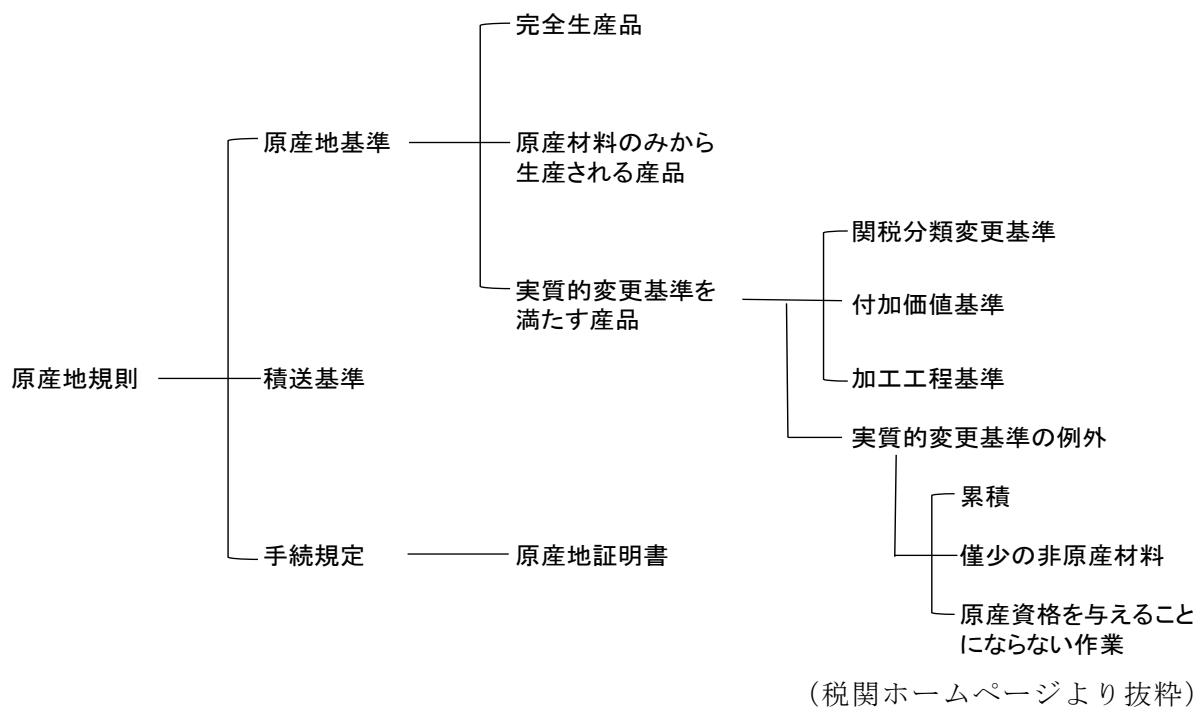 完全生産品
原産地基準
原産材料のみから
生産される産品
関税分類変更基準
実質的変更基準を
満たす産品
付加価値基準
原産地規則
積送基準
加工工程基準
実質的変更基準の例外
累積
手続規定
原産地証明書
僅少の非原産材料
原産資格を与えること
にならない作業
(税関ホームページより抜粋)